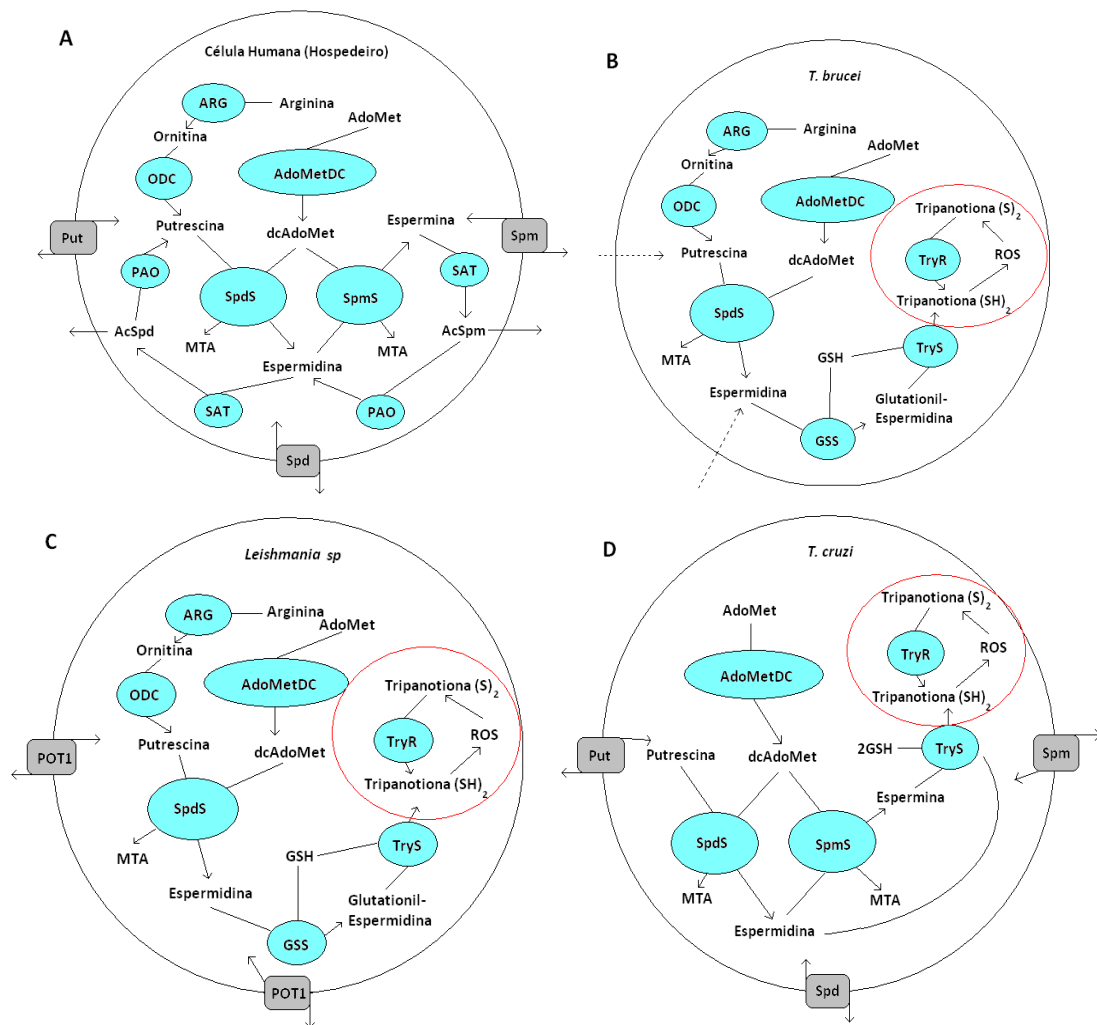 A
Célula Humana (Hospedeiro)
ARG
Arginina
AdoMet
Ornitina
ODC
AdoMetDC
Putrescina
Espermina
Put
dcAdoMet
Spm
PAO
SAT
SpdS
SpmS
AcSpd
AcSpm
MTA
MTA
Espermidina
SAT
PAO
Spd
B
T. brucei
ARG
Arginina
AdoMet
Ornitina
ODC
AdoMetDC
Tripanotiona (S)2
Putrescina
dcAdoMet
TryR
ROS
Tripanotiona (SH)2
SpdS
MTA
GSH
TryS
Espermidina
Glutationil-
Espermidina
GSS
C
Leishmania sp
ARG
Arginina
AdoMet
Ornitina
ODC
AdoMetDC
Tripanotiona (S)2
Putrescina
dcAdoMet
TryR
ROS
POT1
Tripanotiona (SH)2
SpdS
MTA
GSH
TryS
Espermidina
Glutationil-
Espermidina
GSS
POT1
D
T. cruzi
Tripanotiona (S)2
AdoMet
TryR
ROS
AdoMetDC
Tripanotiona (SH)2
Put
Putrescina
dcAdoMet
2GSH
TryS
Spm
Espermina
SpdS
SpmS
MTA
MTA
Espermidina
Spd